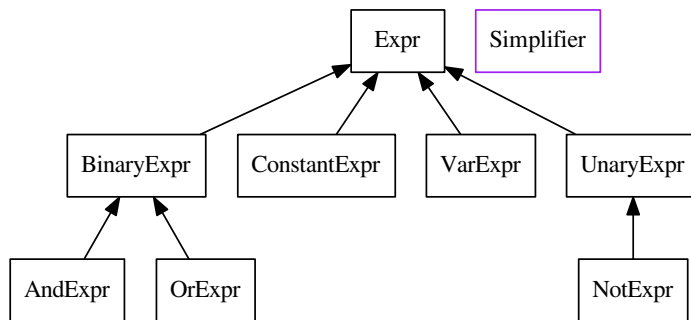 Expr
Simplifier
BinaryExpr
ConstantExpr
VarExpr
UnaryExpr
AndExpr
OrExpr
NotExpr